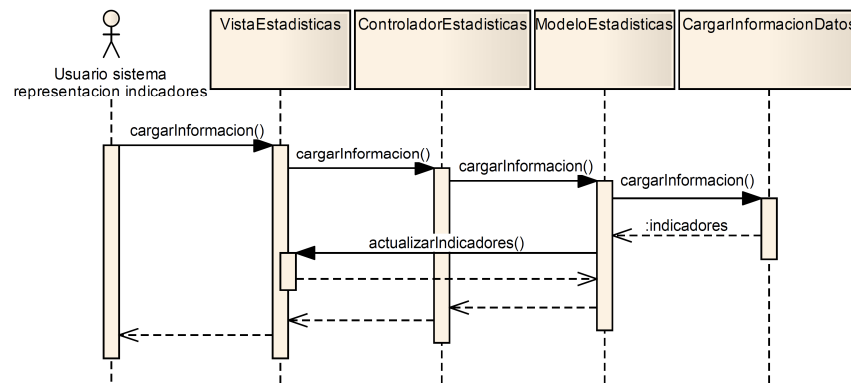 Usuario sistema
representacion indicadores
VistaEstadisticas
ControladorEstadisticas
ModeloEstadisticas
CargarInformacionDatos
cargarInformacion()
cargarInformacion()
cargarInformacion()
cargarInformacion()
:indicadores
actualizarIndicadores()